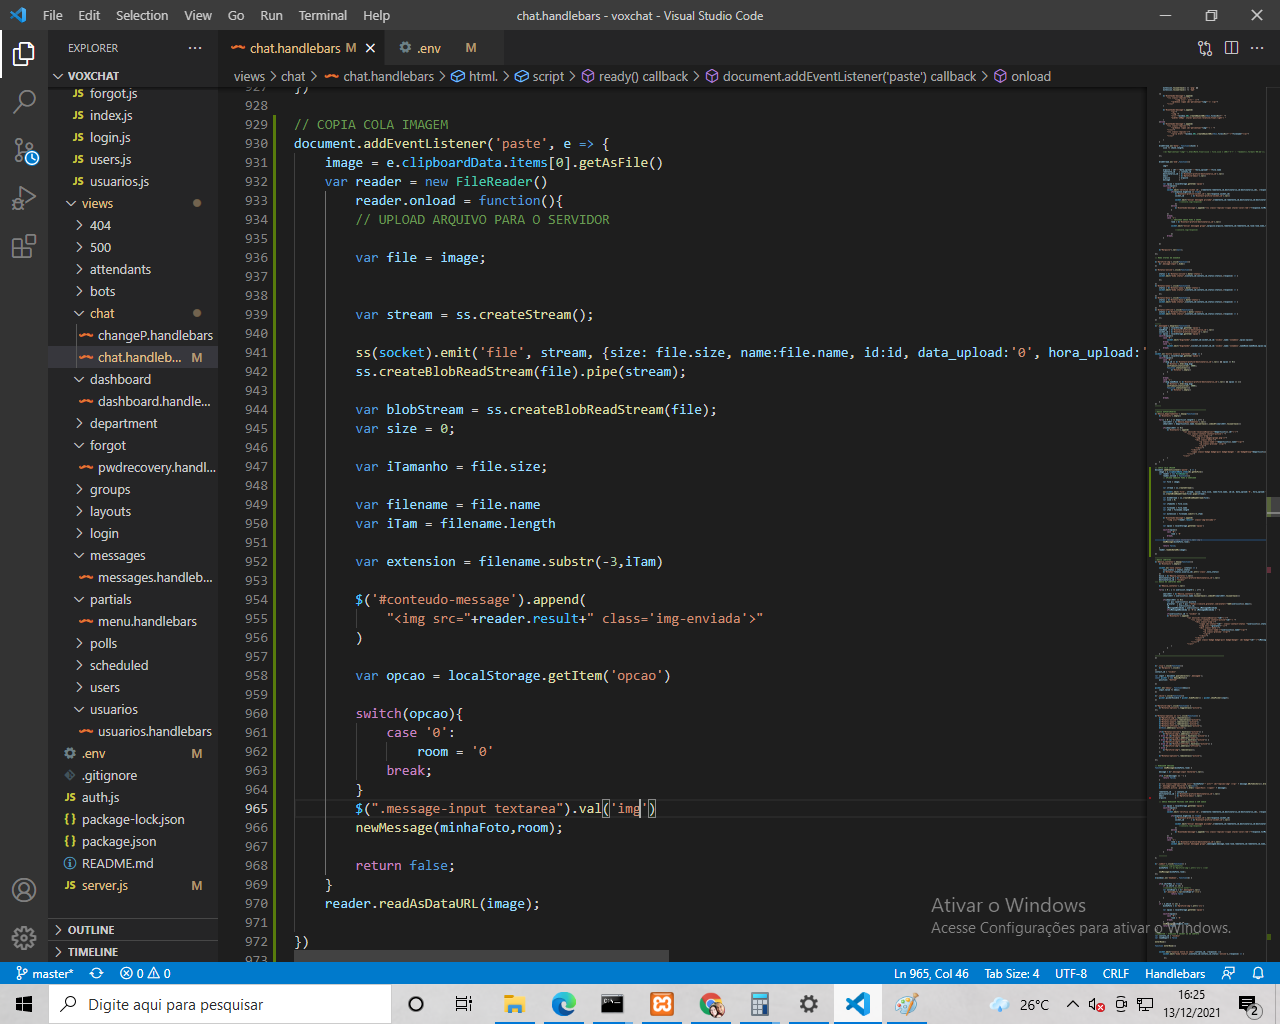 File Edit Selection View Go Run Terminal Help chat.handlebars - voxchat - Visual Studio Code
EXPLORER
chat.handlebars M
.env M
VOXCHAT
views > chat > chat.handlebars > html. > script > ready() callback > document.addEventListener('paste') callback > onload
forgot.js
index.js
login.js
users.js
usuarios.js
views
404
500
attendants
bots
chat
changeP.handlebars
chat.handleb... M
dashboard
dashboard.handle...
department
forgot
pwdrecovery.handl...
groups
layouts
login
messages
messages.handleb...
partials
menu.handlebars
polls
scheduled
users
usuarios
usuarios.handlebars
.env M
.gitignore
auth.js
package-lock.json
package.json
README.md
server.js M
OUTLINE
TIMELINE
927 })
928
929 // COPIA COLA IMAGEM
930 document.addEventListener('paste', e => {
931 image = e.clipboardData.items[0].getAsFile()
932 var reader = new FileReader()
933 reader.onload = function(){
934 // UPLOAD ARQUIVO PARA O SERVIDOR
935
936 var file = image;
937
938
939 var stream = ss.createStream();
940
941 ss(socket).emit('file', stream, {size: file.size, name:file.name, id:id, data_upload:'0', hora_upload:'
942 ss.createBlobReadStream(file).pipe(stream);
943
944 var blobStream = ss.createBlobReadStream(file);
945 var size = 0;
946
947 var iTamanho = file.size;
948
949 var filename = file.name
950 var iTam = filename.length
951
952 var extension = filename.substr(-3,iTam)
953
954 $('#conteudo-message').append(
955 "<img src="+reader.result+" class='img-enviada'>"
956 )
957
958 var opcao = localStorage.getItem('opcao')
959
960 switch(opcao){
961 case '0':
962 room = '0'
963 break;
964 }
965 $(".message-input textarea").val('img')
966 newMessage(minhaFoto,room);
967
968 return false;
969 }
970 reader.readAsDataURL(image);
971
972 })
973
Ativar o Windows
Acesse Configurações para ativar o Windows.
master* 0 0 Ln 965, Col 46 Tab Size: 4 UTF-8 CRLF Handlebars
Digite aqui para pesquisar
26°C
16:25
13/12/2021
2